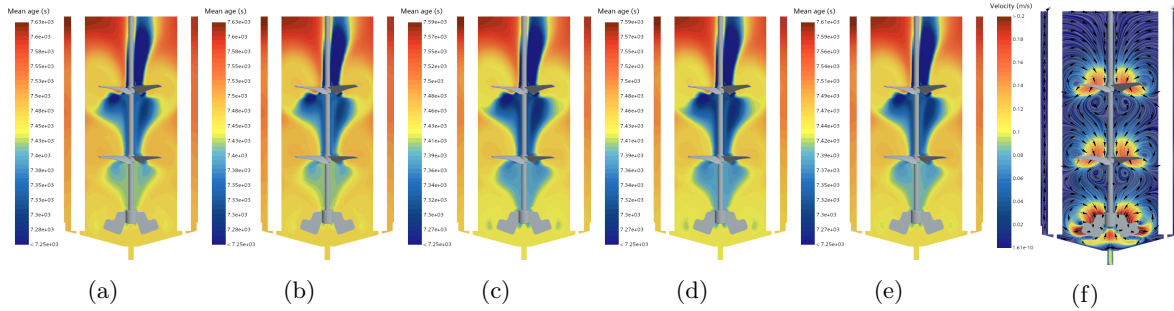 Mean age (s)
7.63e+03
7.60e+03
7.58e+03
7.55e+03
7.53e+03
7.5e+03
7.48e+03
7.45e+03
7.43e+03
7.4e+03
7.38e+03
7.35e+03
7.33e+03
7.3e+03
7.28e+03
< 7.25e+03
(a)
Mean age (s)
7.63e+03
7.60e+03
7.58e+03
7.55e+03
7.53e+03
7.5e+03
7.48e+03
7.45e+03
7.43e+03
7.4e+03
7.38e+03
7.35e+03
7.33e+03
7.3e+03
7.28e+03
< 7.25e+03
(b)
Mean age (s)
7.59e+03
7.57e+03
7.55e+03
7.52e+03
7.5e+03
7.48e+03
7.46e+03
7.43e+03
7.41e+03
7.39e+03
7.36e+03
7.34e+03
7.32e+03
7.3e+03
7.27e+03
< 7.25e+03
(c)
Mean age (s)
7.59e+03
7.57e+03
7.55e+03
7.52e+03
7.5e+03
7.48e+03
7.46e+03
7.43e+03
7.41e+03
7.39e+03
7.36e+03
7.34e+03
7.32e+03
7.3e+03
7.27e+03
< 7.25e+03
(d)
Mean age (s)
7.61e+03
7.59e+03
7.56e+03
7.54e+03
7.51e+03
7.49e+03
7.47e+03
7.44e+03
7.42e+03
7.39e+03
7.37e+03
7.35e+03
7.32e+03
7.3e+03
7.27e+03
< 7.25e+03
(e)
Velocity (m/s)
> 0.2
0.18
0.16
0.14
0.12
0.1
0.08
0.06
0.04
0.02
1.61e-10
(f)